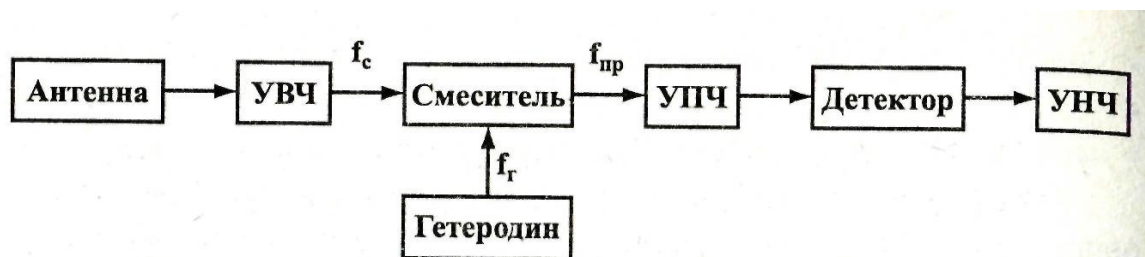 f_c
f_пр
Антенна
УВЧ
Смеситель
УПЧ
Детектор
УНЧ
f_г
Гетеродин